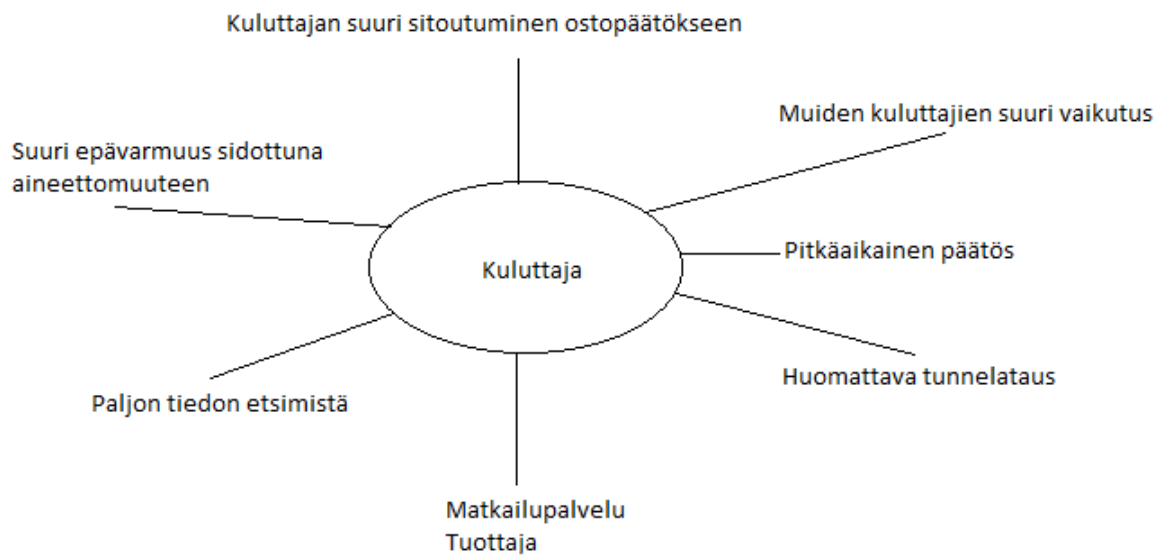 Kuluttajan suuri sitoutuminen ostopäätökseen
Muiden kuluttajien suuri vaikutus
Suuri epävarmuus sidottuna
aineettomuuteen
Pitkäaikainen päätös
Kuluttaja
Huomattava tunnelataus
Paljon tiedon etsimistä
Matkailupalvelu
Tuottaja